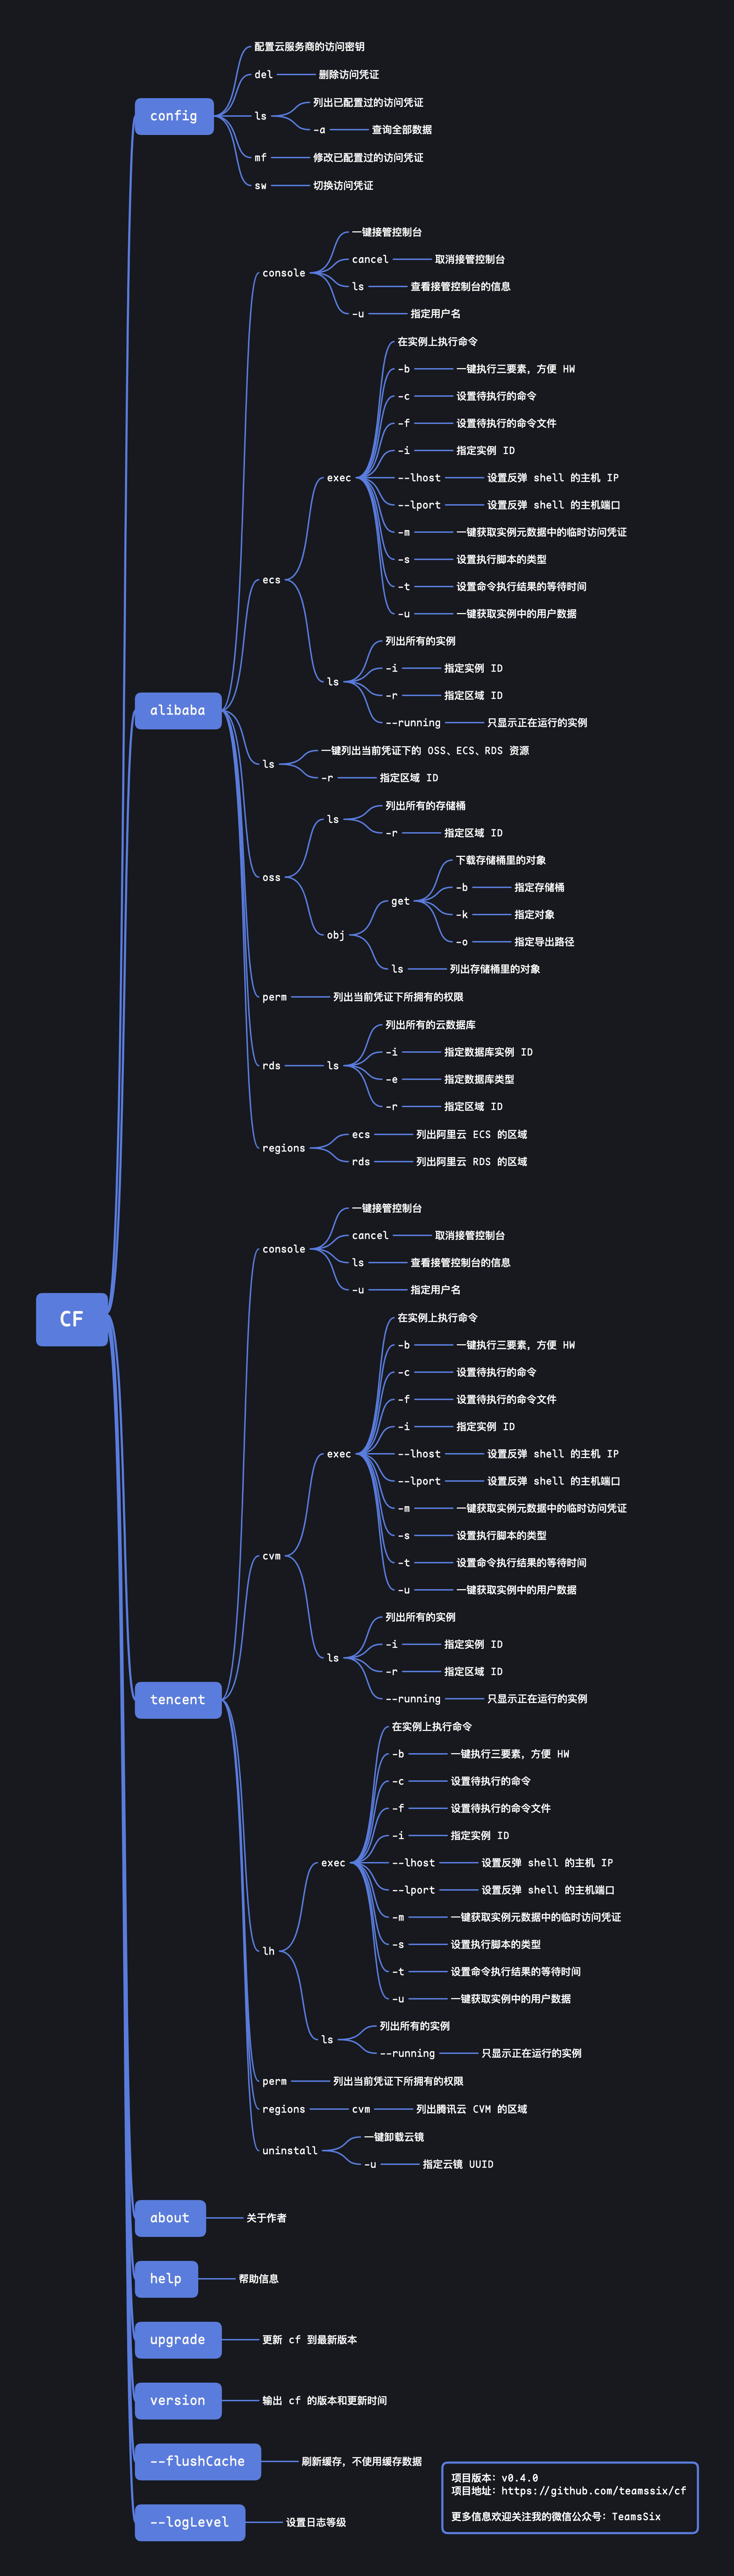 配置云服务商的访问密钥
del 删除访问凭证
列出已配置过的访问凭证
config
ls
-a 查询全部数据
mf 修改已配置过的访问凭证
sw 切换访问凭证
一键接管控制台
cancel 取消接管控制台
console
ls 查看接管控制台的信息
-u 指定用户名
在实例上执行命令
-b 一键执行三要素，方便 HW
-c 设置待执行的命令
-f 设置待执行的命令文件
-i 指定实例 ID
exec
--lhost 设置反弹 shell 的主机 IP
--lport 设置反弹 shell 的主机端口
-m 一键获取实例元数据中的临时访问凭证
-s 设置执行脚本的类型
ecs
-t 设置命令执行结果的等待时间
-u 一键获取实例中的用户数据
列出所有的实例
-i 指定实例 ID
ls
-r 指定区域 ID
alibaba
--running 只显示正在运行的实例
一键列出当前凭证下的 OSS、ECS、RDS 资源
ls
-r 指定区域 ID
列出所有的存储桶
ls
-r 指定区域 ID
下载存储桶里的对象
oss
-b 指定存储桶
get
-k 指定对象
obj
-o 指定导出路径
ls 列出存储桶里的对象
perm 列出当前凭证下所拥有的权限
列出所有的云数据库
-i 指定数据库实例 ID
rds ls
-e 指定数据库类型
-r 指定区域 ID
ecs 列出阿里云 ECS 的区域
regions
rds 列出阿里云 RDS 的区域
一键接管控制台
cancel 取消接管控制台
console
ls 查看接管控制台的信息
-u 指定用户名
CF
在实例上执行命令
-b 一键执行三要素，方便 HW
-c 设置待执行的命令
-f 设置待执行的命令文件
-i 指定实例 ID
exec
--lhost 设置反弹 shell 的主机 IP
--lport 设置反弹 shell 的主机端口
-m 一键获取实例元数据中的临时访问凭证
-s 设置执行脚本的类型
cvm
-t 设置命令执行结果的等待时间
-u 一键获取实例中的用户数据
列出所有的实例
-i 指定实例 ID
ls
-r 指定区域 ID
tencent
--running 只显示正在运行的实例
在实例上执行命令
-b 一键执行三要素，方便 HW
-c 设置待执行的命令
-f 设置待执行的命令文件
-i 指定实例 ID
exec
--lhost 设置反弹 shell 的主机 IP
--lport 设置反弹 shell 的主机端口
-m 一键获取实例元数据中的临时访问凭证
-s 设置执行脚本的类型
lh
-t 设置命令执行结果的等待时间
-u 一键获取实例中的用户数据
列出所有的实例
ls
--running 只显示正在运行的实例
perm 列出当前凭证下所拥有的权限
regions cvm 列出腾讯云 CVM 的区域
一键卸载云镜
uninstall
-u 指定云镜 UUID
about 关于作者
help 帮助信息
upgrade 更新 cf 到最新版本
version 输出 cf 的版本和更新时间
--flushCache 刷新缓存，不使用缓存数据
--logLevel 设置日志等级
项目版本：v0.4.0
项目地址：https://github.com/teamssix/cf
更多信息欢迎关注我的微信公众号：TeamsSix